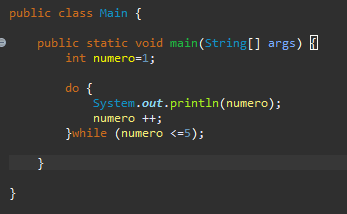 public class Main {
public static void main(String[] args) {
int numero=1;
do {
System.out.println(numero);
numero ++;
}while (numero <=5);
}
}